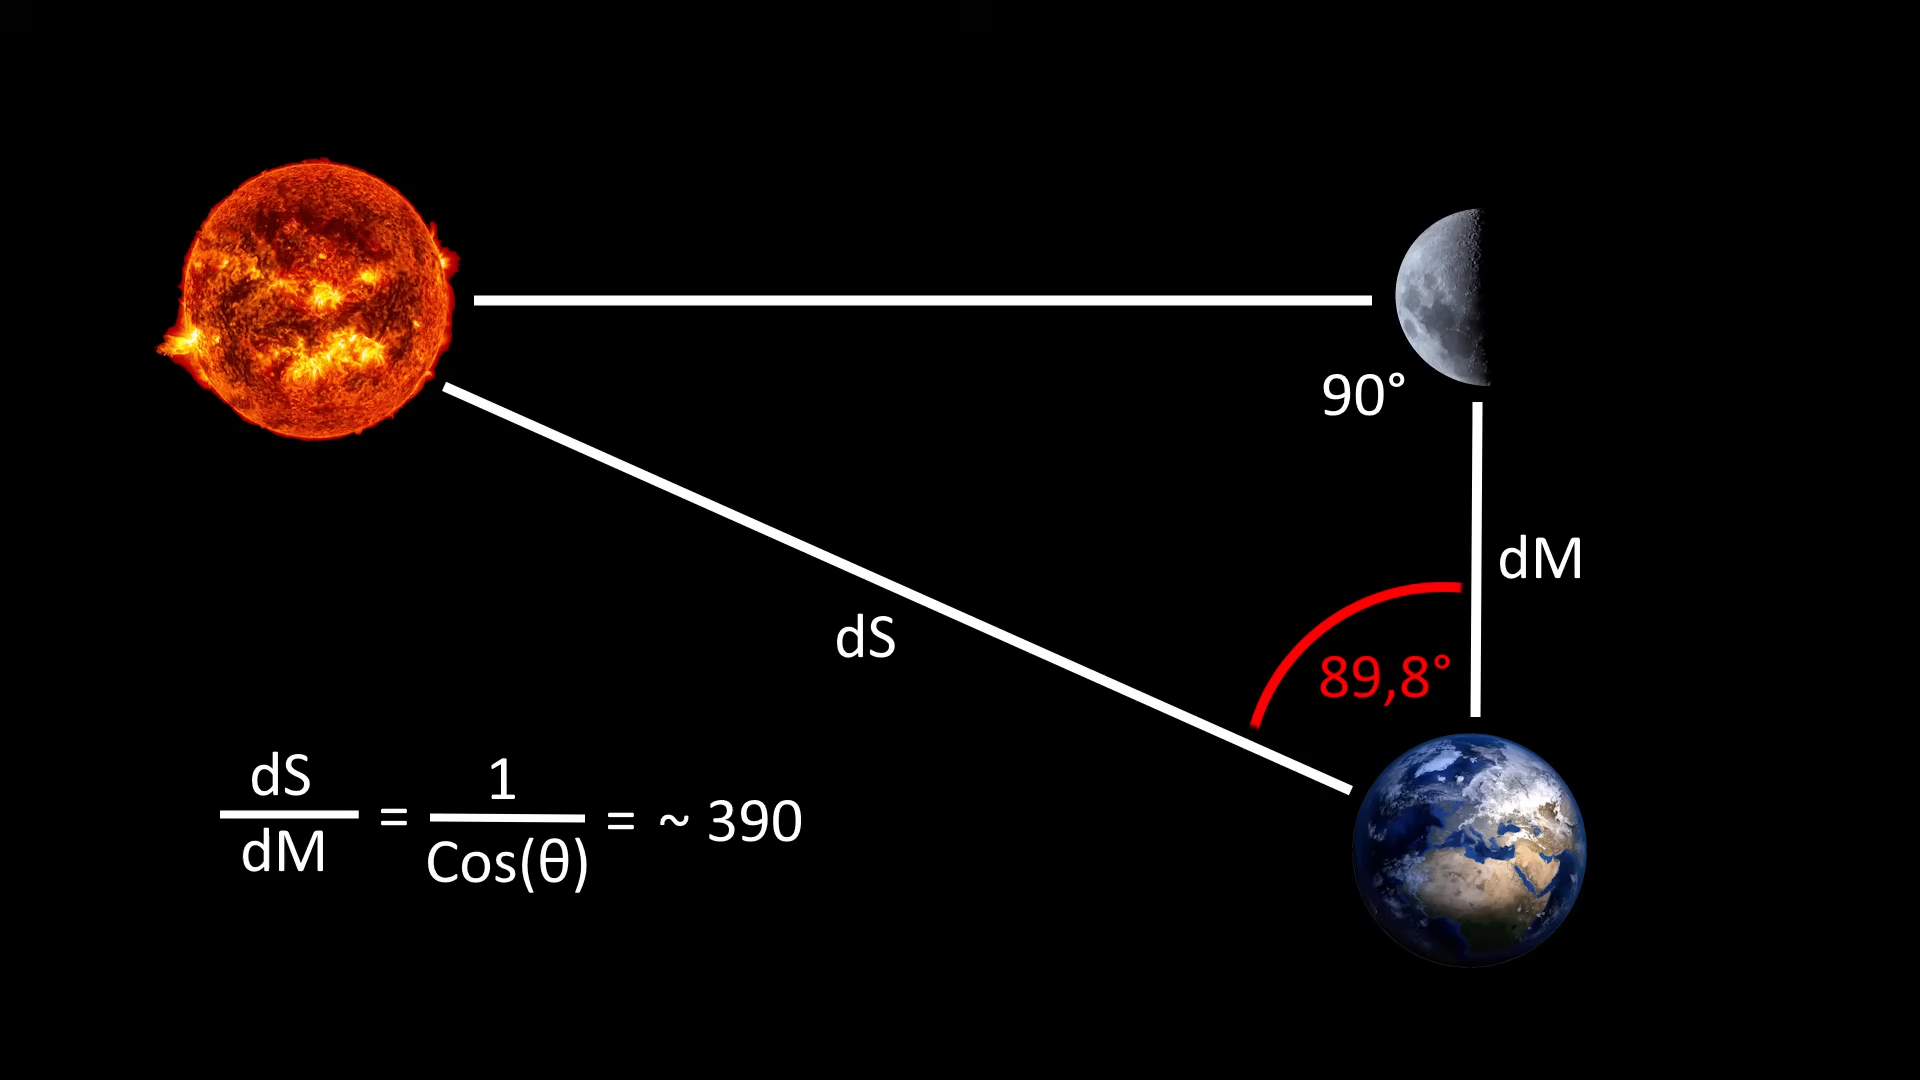 90°
dM
dS
89,8°
dS
dM
=
1
Cos(θ)
= ~ 390